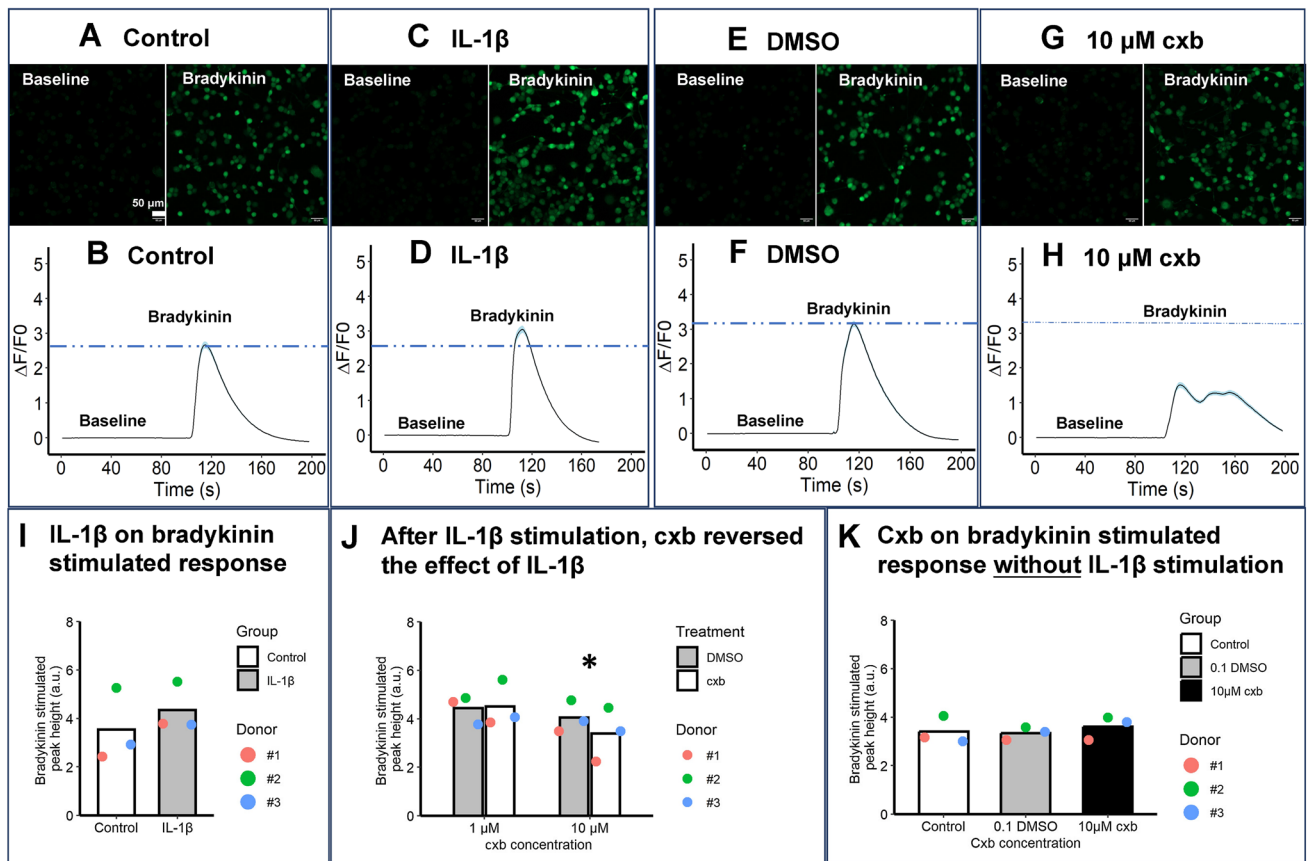 A Control
Baseline
Bradykinin
50 µm
C IL-1β
Baseline
Bradykinin
E DMSO
Baseline
Bradykinin
G 10 µM cxb
Baseline
Bradykinin
B Control
ΔF/F0
5
4
3
2
1
0
Bradykinin
Baseline
0 40 80 120 160 200
Time (s)
D IL-1β
ΔF/F0
5
4
3
2
1
0
Bradykinin
Baseline
0 40 80 120 160 200
Time (s)
F DMSO
ΔF/F0
5
4
3
2
1
0
Bradykinin
Baseline
0 40 80 120 160 200
Time (s)
H 10 µM cxb
ΔF/F0
5
4
3
2
1
0
Bradykinin
Baseline
0 40 80 120 160 200
Time (s)
I IL-1β on bradykinin
stimulated response
Bradykinin stimulated
peak height (a.u.)
8
6
4
2
0
Control IL-1β
Group
Control
IL-1β
Donor
#1
#2
#3
J After IL-1β stimulation, cxb reversed
the effect of IL-1β
Bradykinin stimulated
peak height (a.u.)
8
6
4
2
0
*
1 µM 10 µM
cxb concentration
Treatment
DMSO
cxb
Donor
#1
#2
#3
K Cxb on bradykinin stimulated
response without IL-1β stimulation
Bradykinin stimulated
peak height (a.u.)
8
6
4
2
0
Control 0.1 DMSO 10µM cxb
Cxb concentration
Group
Control
0.1 DMSO
10µM cxb
Donor
#1
#2
#3